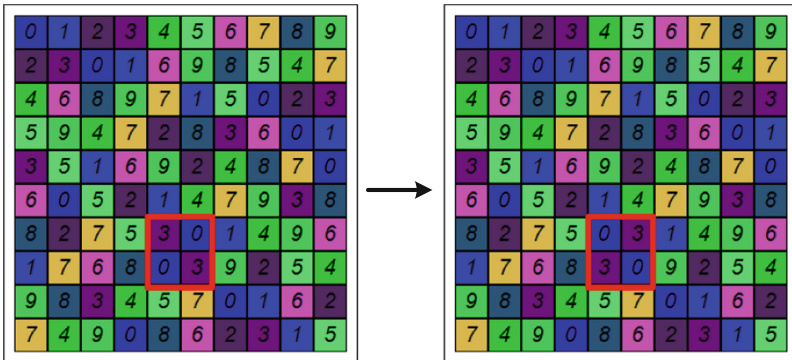 0 1 2 3 4 5 6 7 8 9
2 3 0 1 6 9 8 5 4 7
4 6 8 9 7 1 5 0 2 3
5 9 4 7 2 8 3 6 0 1
3 5 1 6 9 2 4 8 7 0
6 0 5 2 1 4 7 9 3 8
8 2 7 5 3 0 1 4 9 6
1 7 6 8 0 3 9 2 5 4
9 8 3 4 5 7 0 1 6 2
7 4 9 0 8 6 2 3 1 5
0 1 2 3 4 5 6 7 8 9
2 3 0 1 6 9 8 5 4 7
4 6 8 9 7 1 5 0 2 3
5 9 4 7 2 8 3 6 0 1
3 5 1 6 9 2 4 8 7 0
6 0 5 2 1 4 7 9 3 8
8 2 7 5 0 3 1 4 9 6
1 7 6 8 3 0 9 2 5 4
9 8 3 4 5 7 0 1 6 2
7 4 9 0 8 6 2 3 1 5